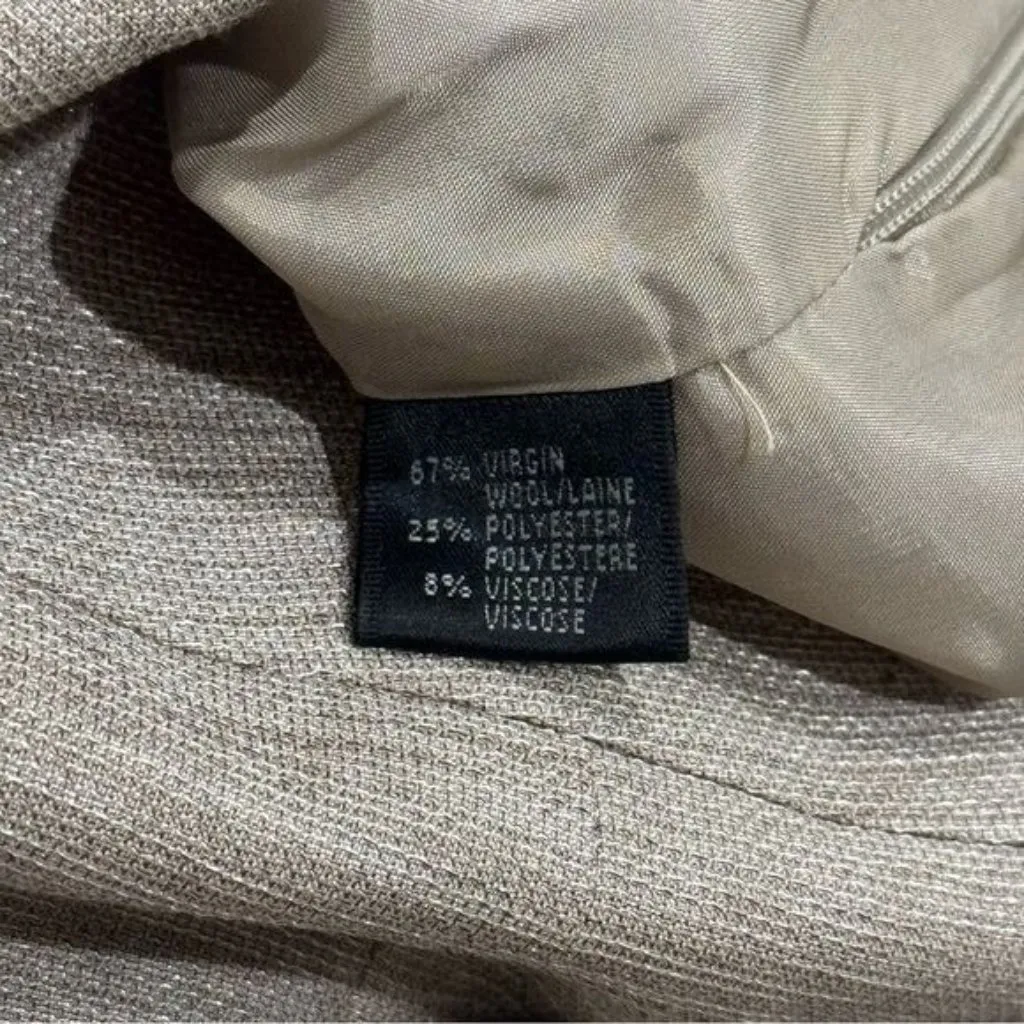 67% VIRGIN
WOOL/LAINE
25% POLYESTER/
POLYESTERE
8% VISCOSE/
VISCOSE